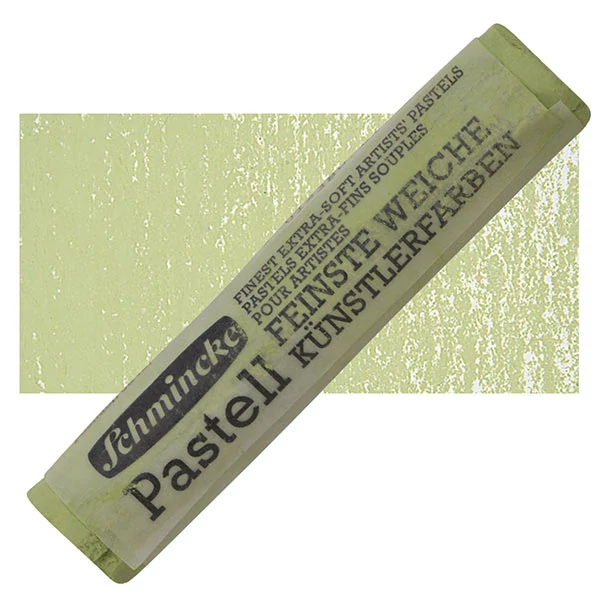 FINEST EXTRA-SOFT ARTISTS' PASTELS
PASTELS EXTRA-FINS SOUPLES
POUR ARTISTES
Schmincke
Pastell FEINSTE WEICHE
KÜNSTLERFARBEN